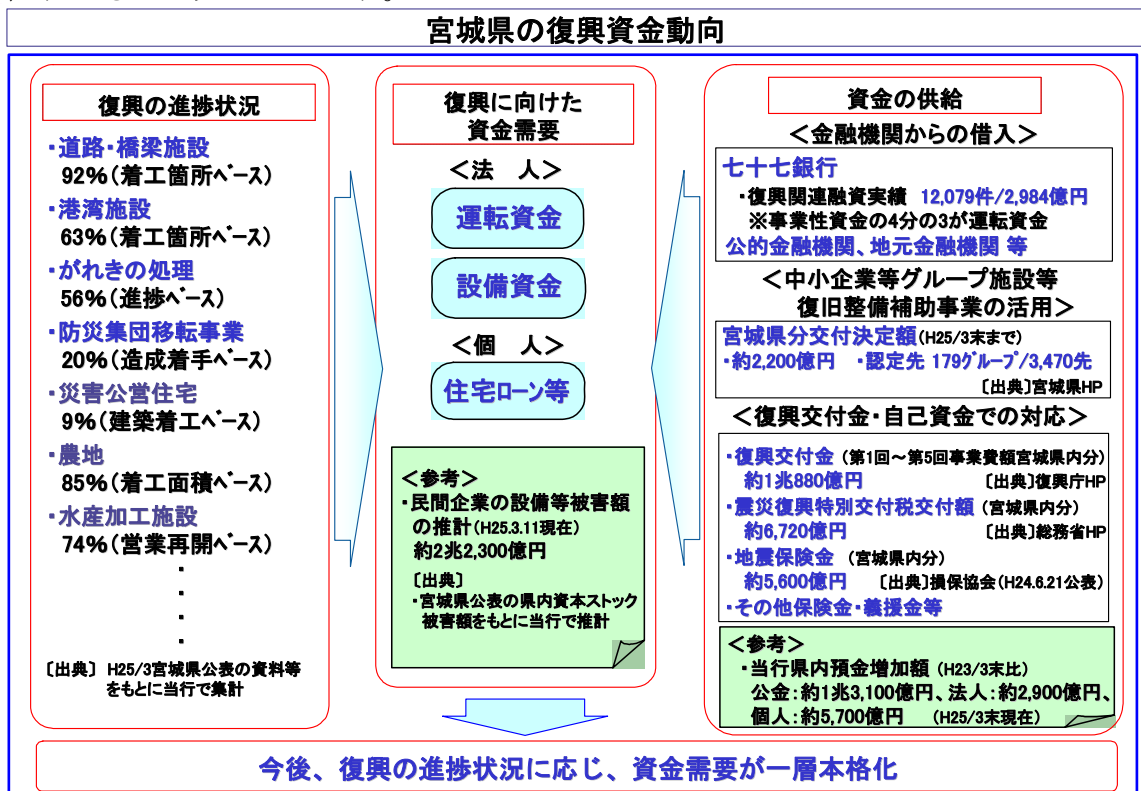 宮城県の復興資金動向
復興の進捗状況
・道路・橋梁施設
92%(着工箇所ベース)
・港湾施設
63%(着工箇所ベース)
・がれきの処理
56%(進捗ベース)
・防災集団移転事業
20%(造成着手ベース)
・災害公営住宅
9%(建築着工ベース)
・農地
85%(着工面積ベース)
・水産加工施設
74%(営業再開ベース)
・
・
・
・
〔出典〕 H25/3宮城県公表の資料等
をもとに当行で集計
復興に向けた
資金需要
<法 人>
運転資金
設備資金
<個 人>
住宅ローン等
<参考>
・民間企業の設備等被害額
の推計(H25.3.11現在)
約2兆2,300億円
〔出典〕
・宮城県公表の県内資本ストック
被害額をもとに当行で推計
資金の供給
<金融機関からの借入>
七十七銀行
・復興関連融資実績 12,079件/2,984億円
※事業性資金の4分の3が運転資金
公的金融機関、地元金融機関 等
<中小企業等グループ施設等
復旧整備補助事業の活用>
宮城県分交付決定額(H25/3末まで)
・約2,200億円 ・認定先 179グループ/3,470先
〔出典〕宮城県HP
<復興交付金・自己資金での対応>
・復興交付金 (第1回~第5回事業費額宮城県内分)
約1兆880億円 〔出典〕復興庁HP
・震災復興特別交付税交付額 (宮城県内分)
約6,720億円 〔出典〕総務省HP
・地震保険金 (宮城県内分)
約5,600億円 〔出典〕損保協会(H24.6.21公表)
・その他保険金・義援金等
<参考>
・当行県内預金増加額 (H23/3末比)
公金:約1兆3,100億円、法人:約2,900億円、
個人:約5,700億円 (H25/3末現在)
今後、復興の進捗状況に応じ、資金需要が一層本格化